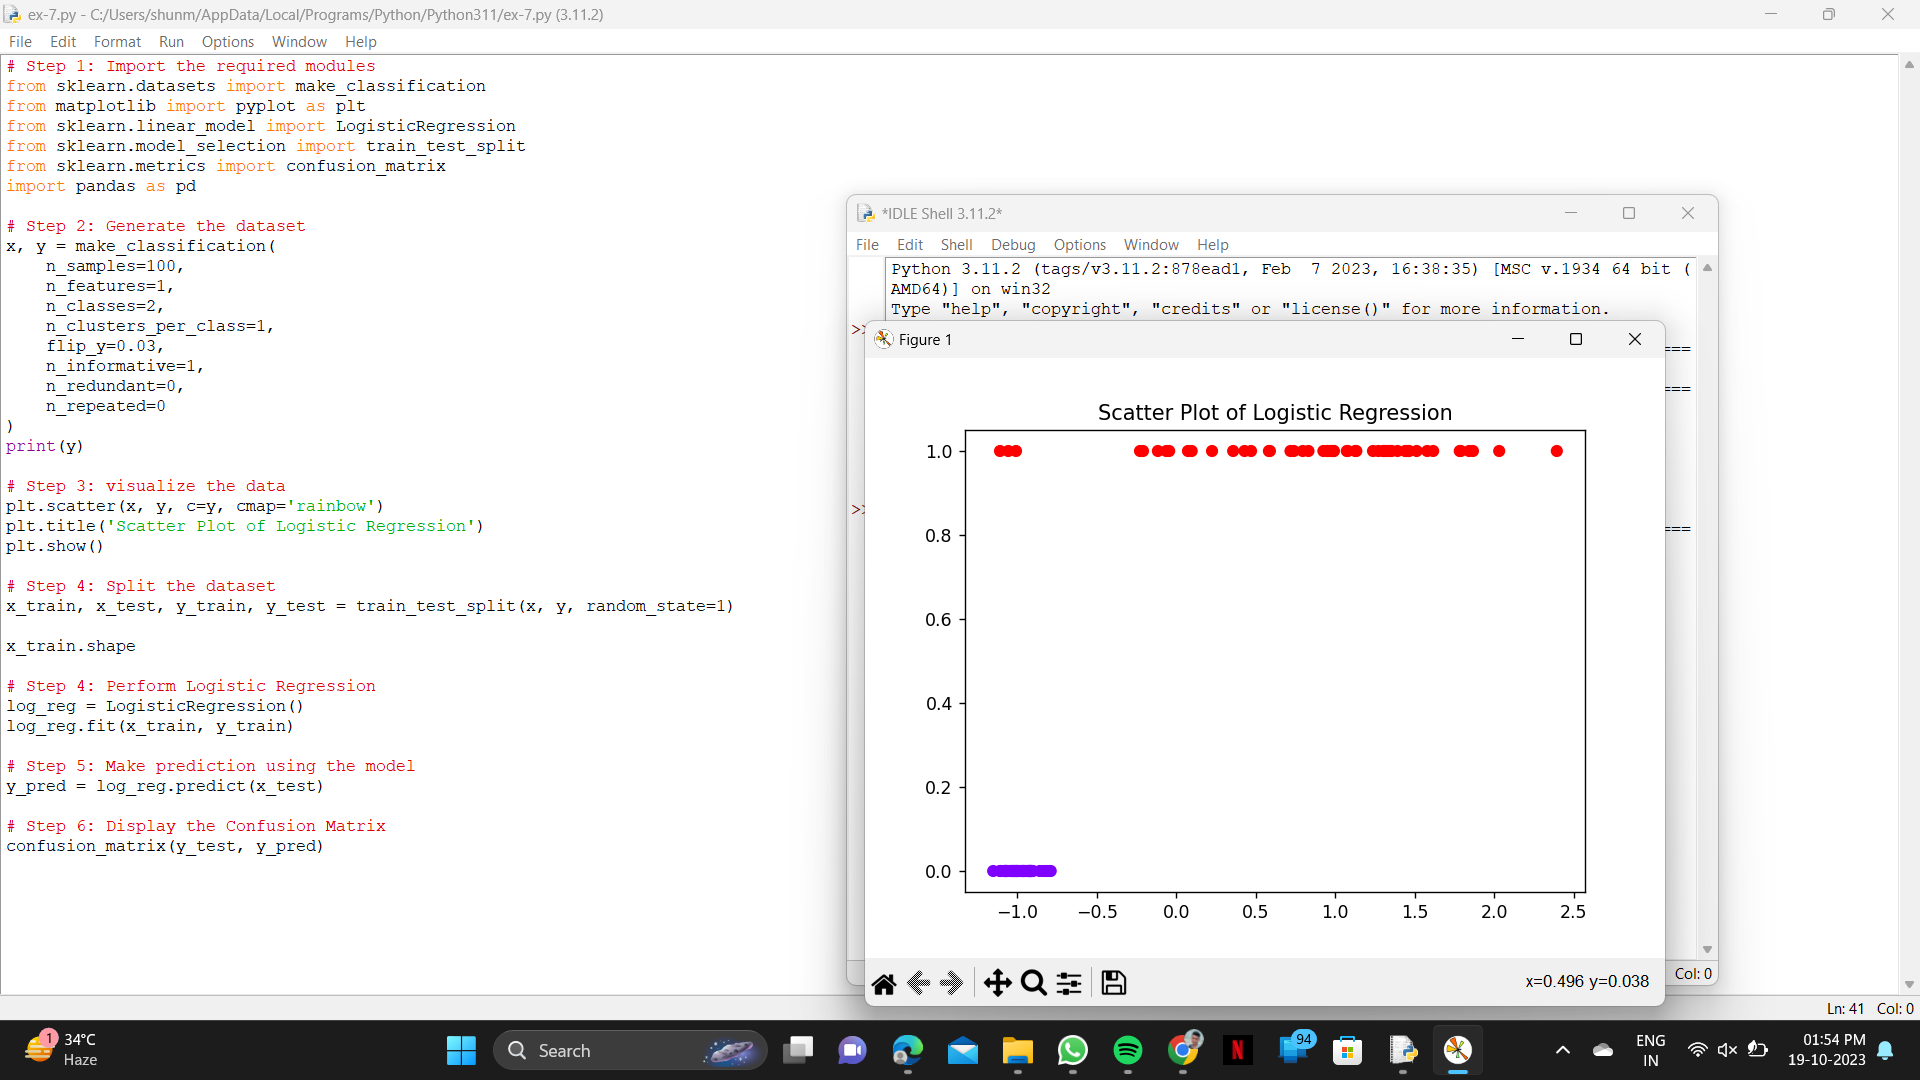 ex-7.py - C:/Users/shunm/AppData/Local/Programs/Python/Python311/ex-7.py (3.11.2)
File Edit Format Run Options Window Help
# Step 1: Import the required modules
from sklearn.datasets import make_classification
from matplotlib import pyplot as plt
from sklearn.linear_model import LogisticRegression
from sklearn.model_selection import train_test_split
from sklearn.metrics import confusion_matrix
import pandas as pd
# Step 2: Generate the dataset
x, y = make_classification(
    n_samples=100,
    n_features=1,
    n_classes=2,
    n_clusters_per_class=1,
    flip_y=0.03,
    n_informative=1,
    n_redundant=0,
    n_repeated=0
)
print(y)
# Step 3: visualize the data
plt.scatter(x, y, c=y, cmap='rainbow')
plt.title('Scatter Plot of Logistic Regression')
plt.show()
# Step 4: Split the dataset
x_train, x_test, y_train, y_test = train_test_split(x, y, random_state=1)
x_train.shape
# Step 4: Perform Logistic Regression
log_reg = LogisticRegression()
log_reg.fit(x_train, y_train)
# Step 5: Make prediction using the model
y_pred = log_reg.predict(x_test)
# Step 6: Display the Confusion Matrix
confusion_matrix(y_test, y_pred)
*IDLE Shell 3.11.2*
File Edit Shell Debug Options Window Help
Python 3.11.2 (tags/v3.11.2:878ead1, Feb  7 2023, 16:38:35) [MSC v.1934 64 bit (
AMD64)] on win32
Type "help", "copyright", "credits" or "license()" for more information.
>>
===
===
>>
===
Figure 1
Scatter Plot of Logistic Regression
1.0
0.8
0.6
0.4
0.2
0.0
−1.0 −0.5 0.0 0.5 1.0 1.5 2.0 2.5
x=0.496 y=0.038
Col: 0
Ln: 41 Col: 0
1
34°C
Haze
Search
N
94
ENG
IN
01:54 PM
19-10-2023